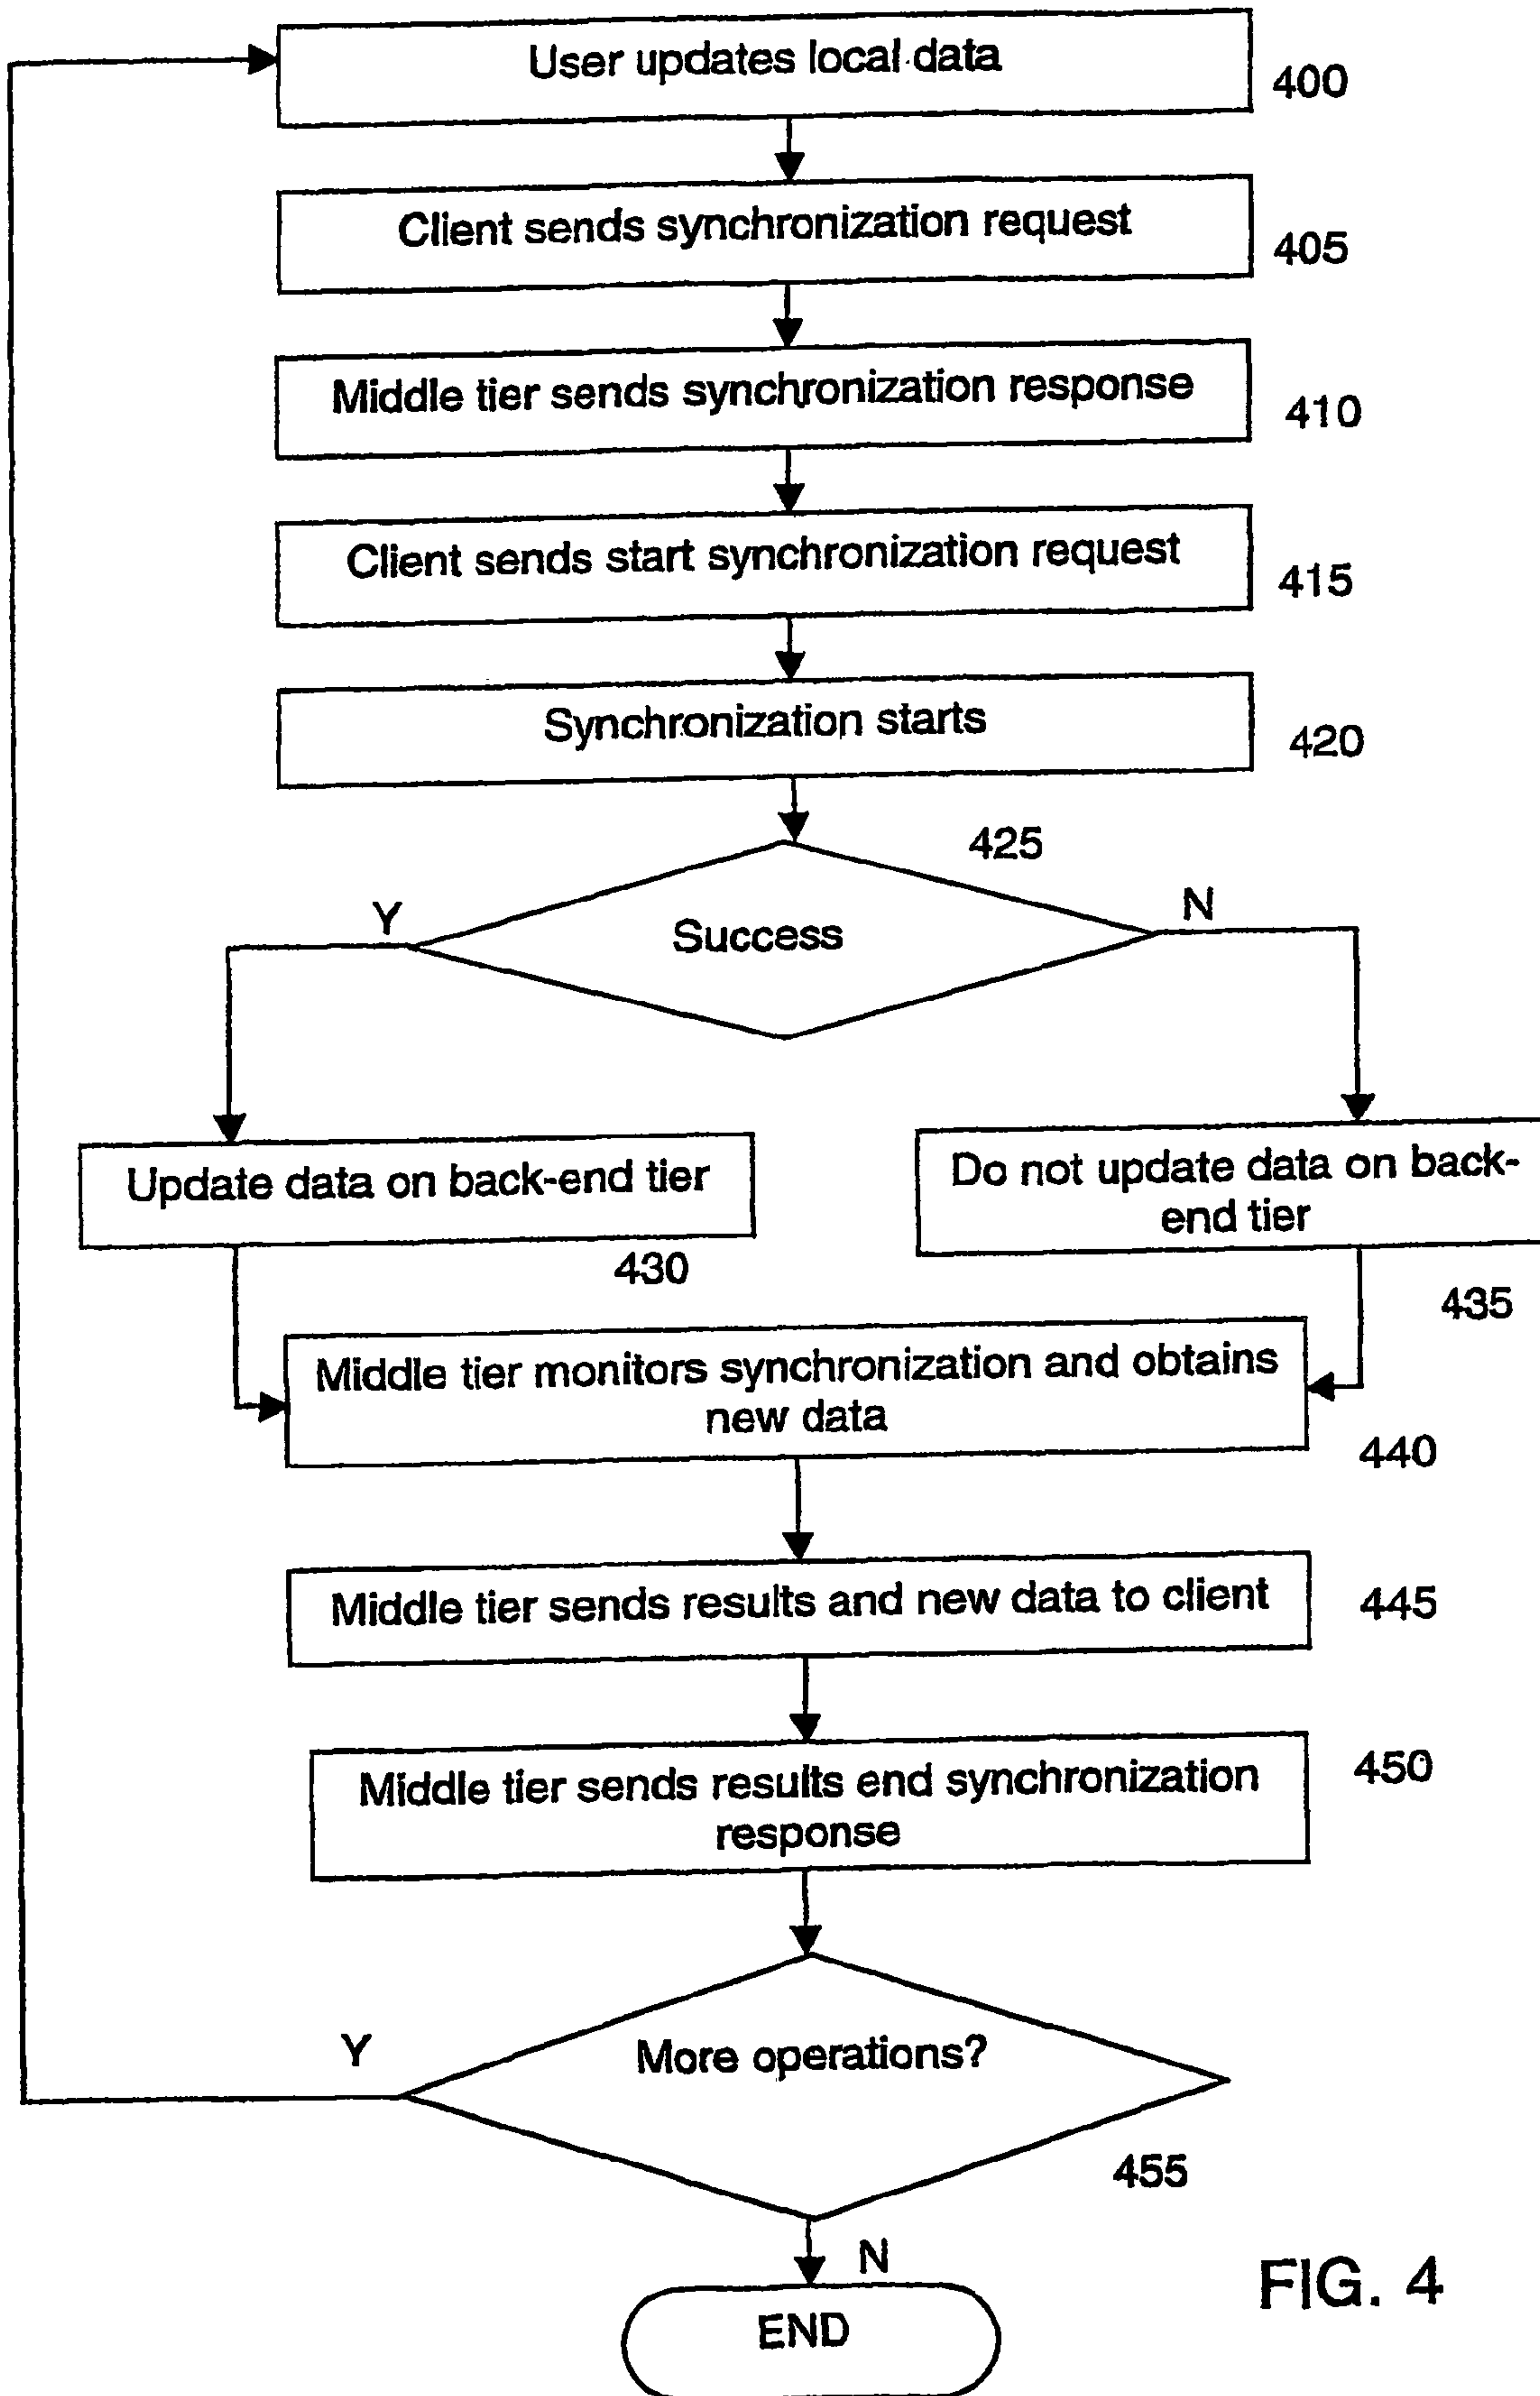 User updates local data
400
Client sends synchronization request
405
Middle tier sends synchronization response
410
Client sends start synchronization request
415
Synchronization starts
420
425
Y
Success
N
Update data on back-end tier
430
Do not update data on back-
end tier
435
Middle tier monitors synchronization and obtains
new data
440
Middle tier sends results and new data to client
445
Middle tier sends results end synchronization
response
450
Y
More operations?
455
N
END
FIG. 4